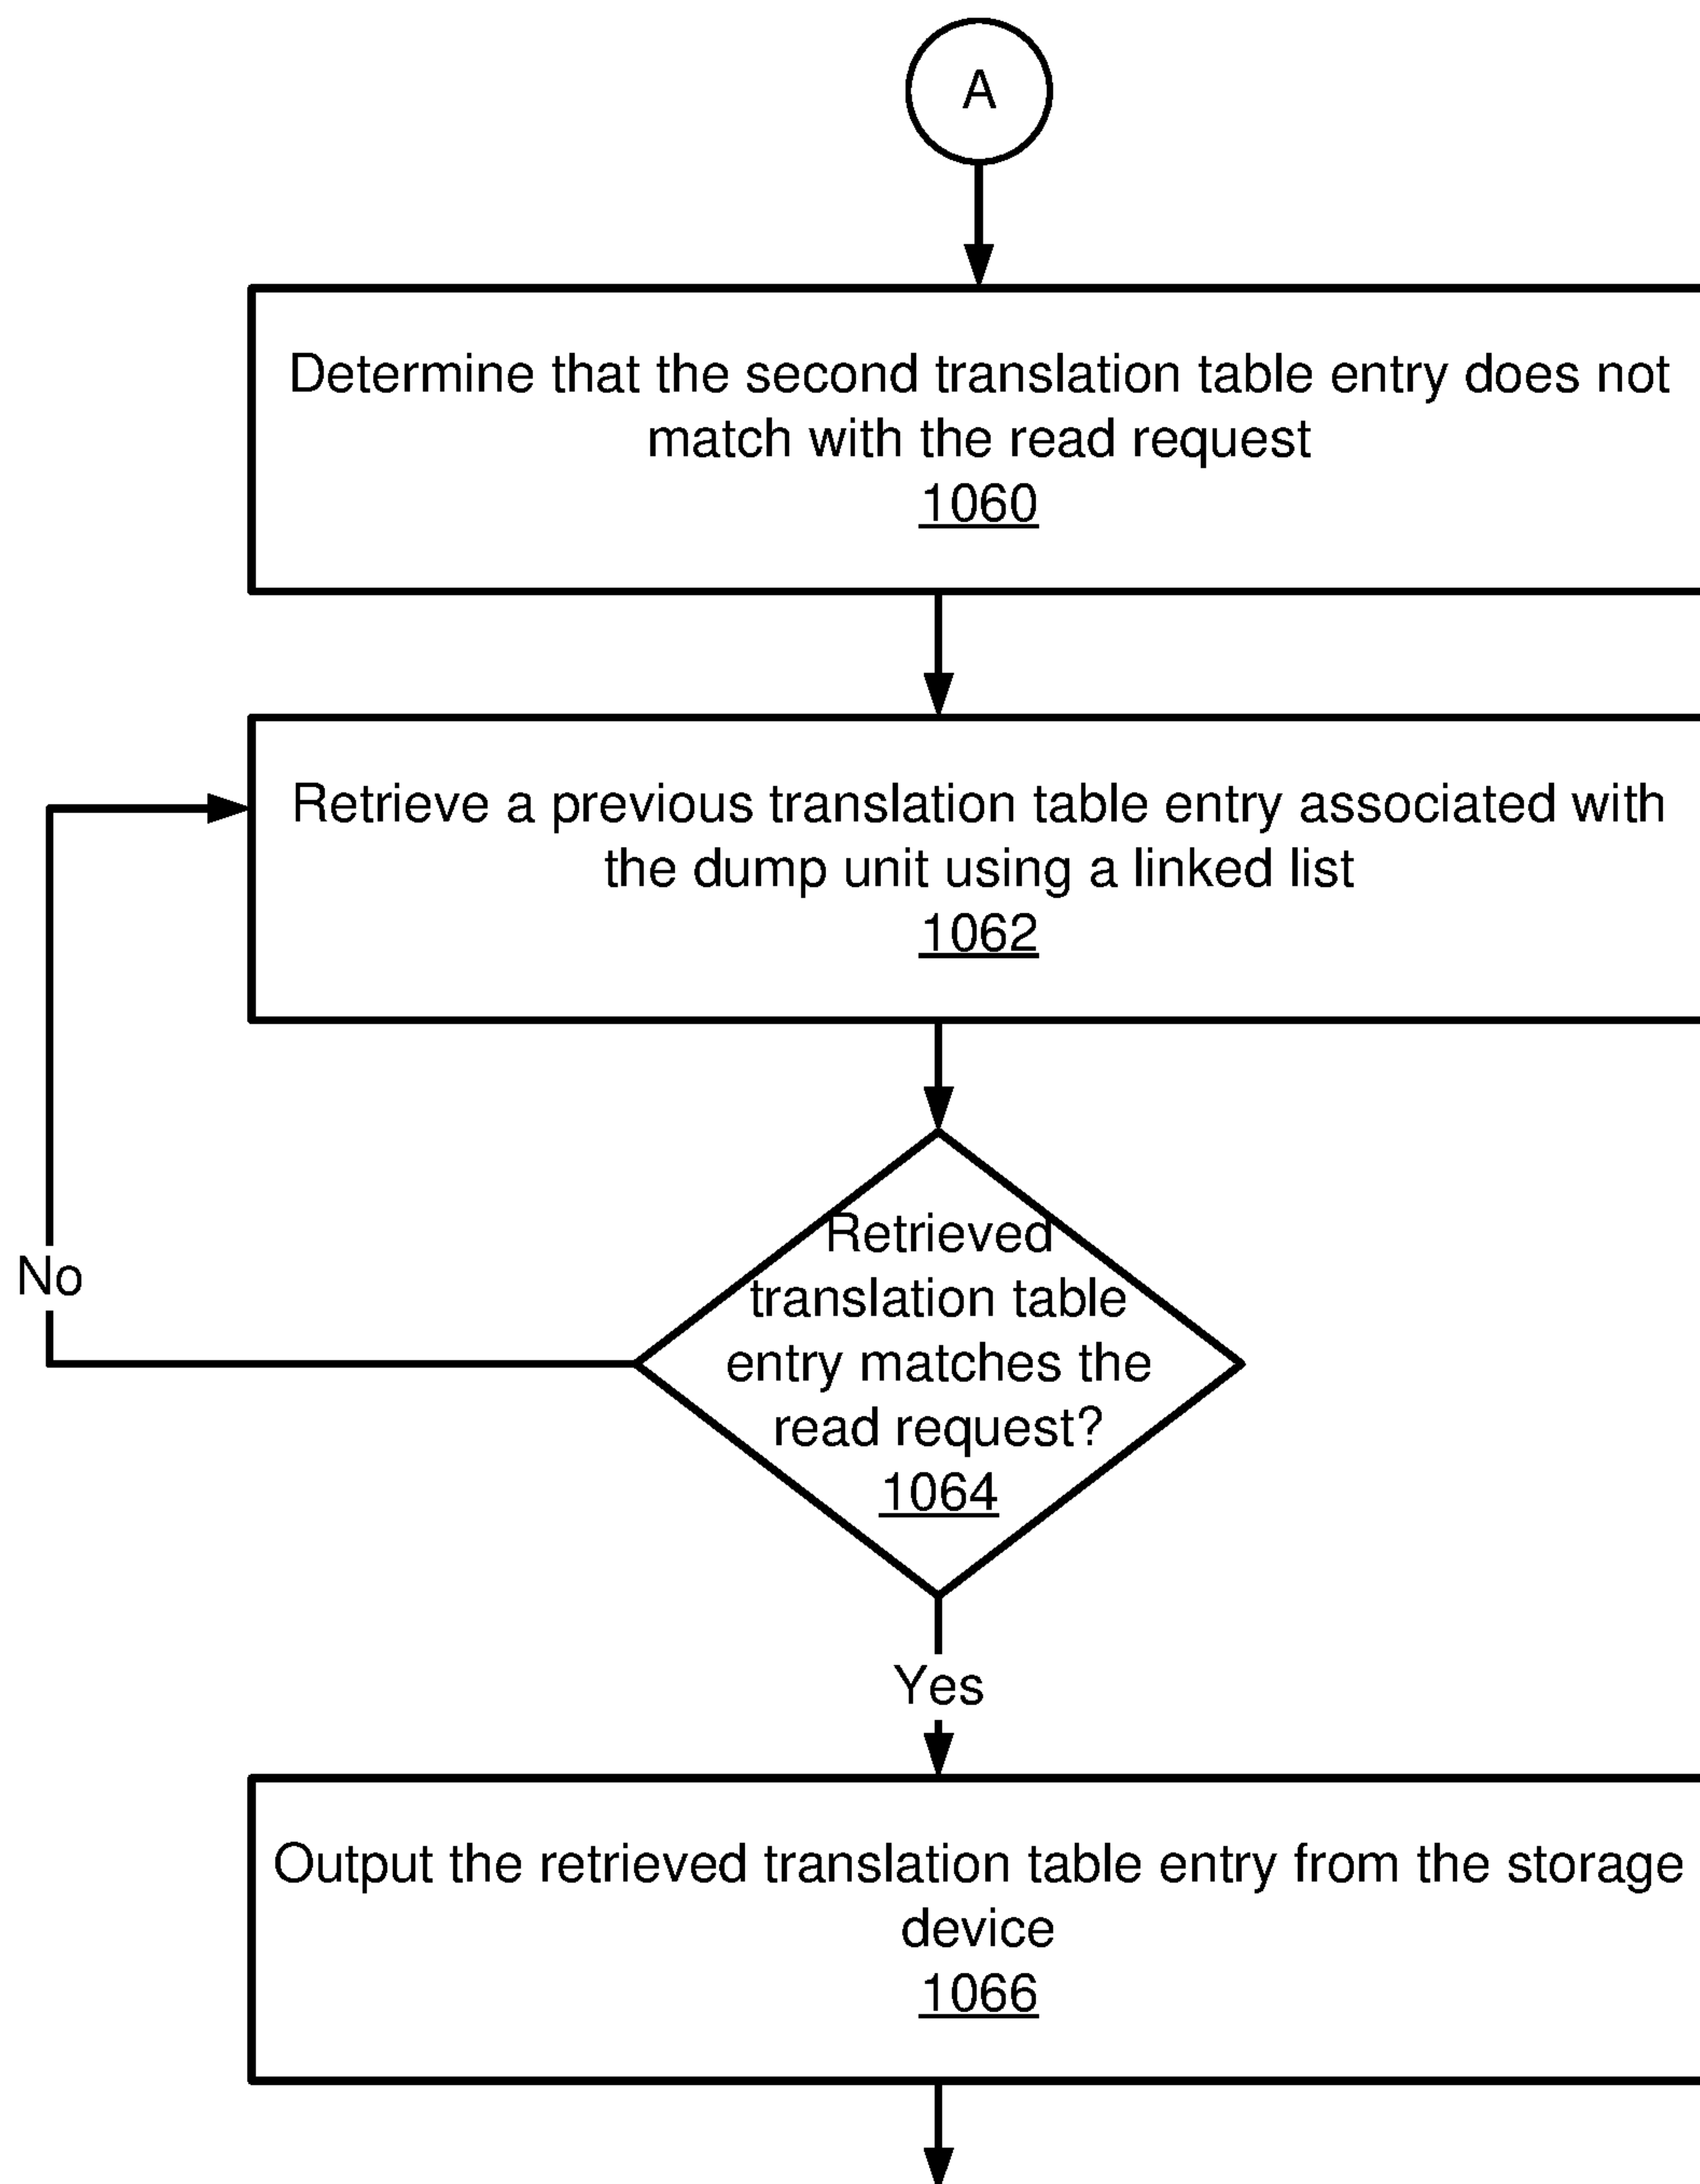 A
Determine that the second translation table entry does not
match with the read request
1060
Retrieve a previous translation table entry associated with
the dump unit using a linked list
1062
Retrieved
translation table
entry matches the
read request?
1064
No
Yes
Output the retrieved translation table entry from the storage
device
1066